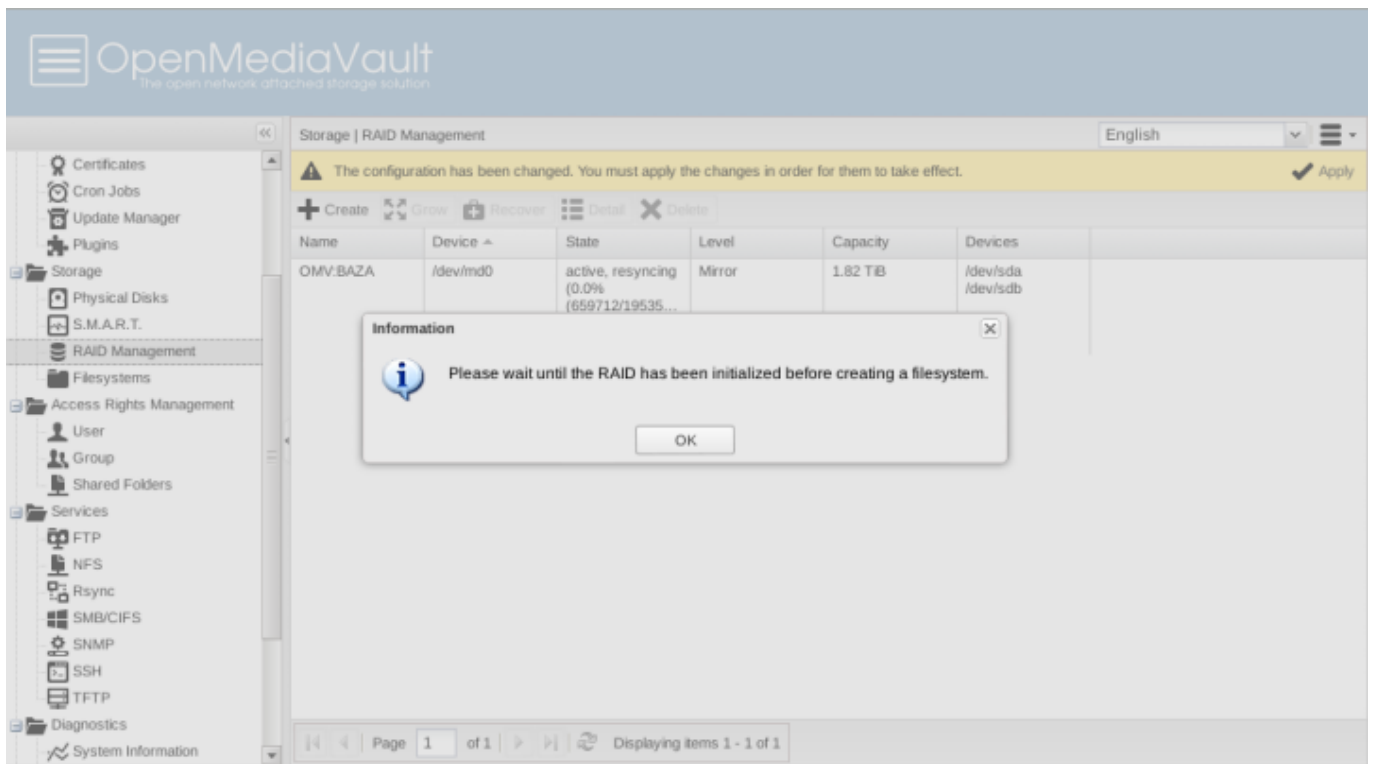 OpenMediaVault
The open network attached storage solution
Storage | RAID Management
English
The configuration has been changed. You must apply the changes in order for them to take effect.
Apply
Create Grow Recover Detail Delete
Name Device State Level Capacity Devices
OMV:BAZA /dev/md0 active, resyncing Mirror 1.82 TiB /dev/sda
(0.0% /dev/sdb
(659712/19535...
Information
Please wait until the RAID has been initialized before creating a filesystem.
OK
Certificates
Cron Jobs
Update Manager
Plugins
Storage
Physical Disks
S.M.A.R.T.
RAID Management
Filesystems
Access Rights Management
User
Group
Shared Folders
Services
FTP
NFS
Rsync
SMB/CIFS
SNMP
SSH
TFTP
Diagnostics
System Information
Page 1 of 1
Displaying items 1 - 1 of 1